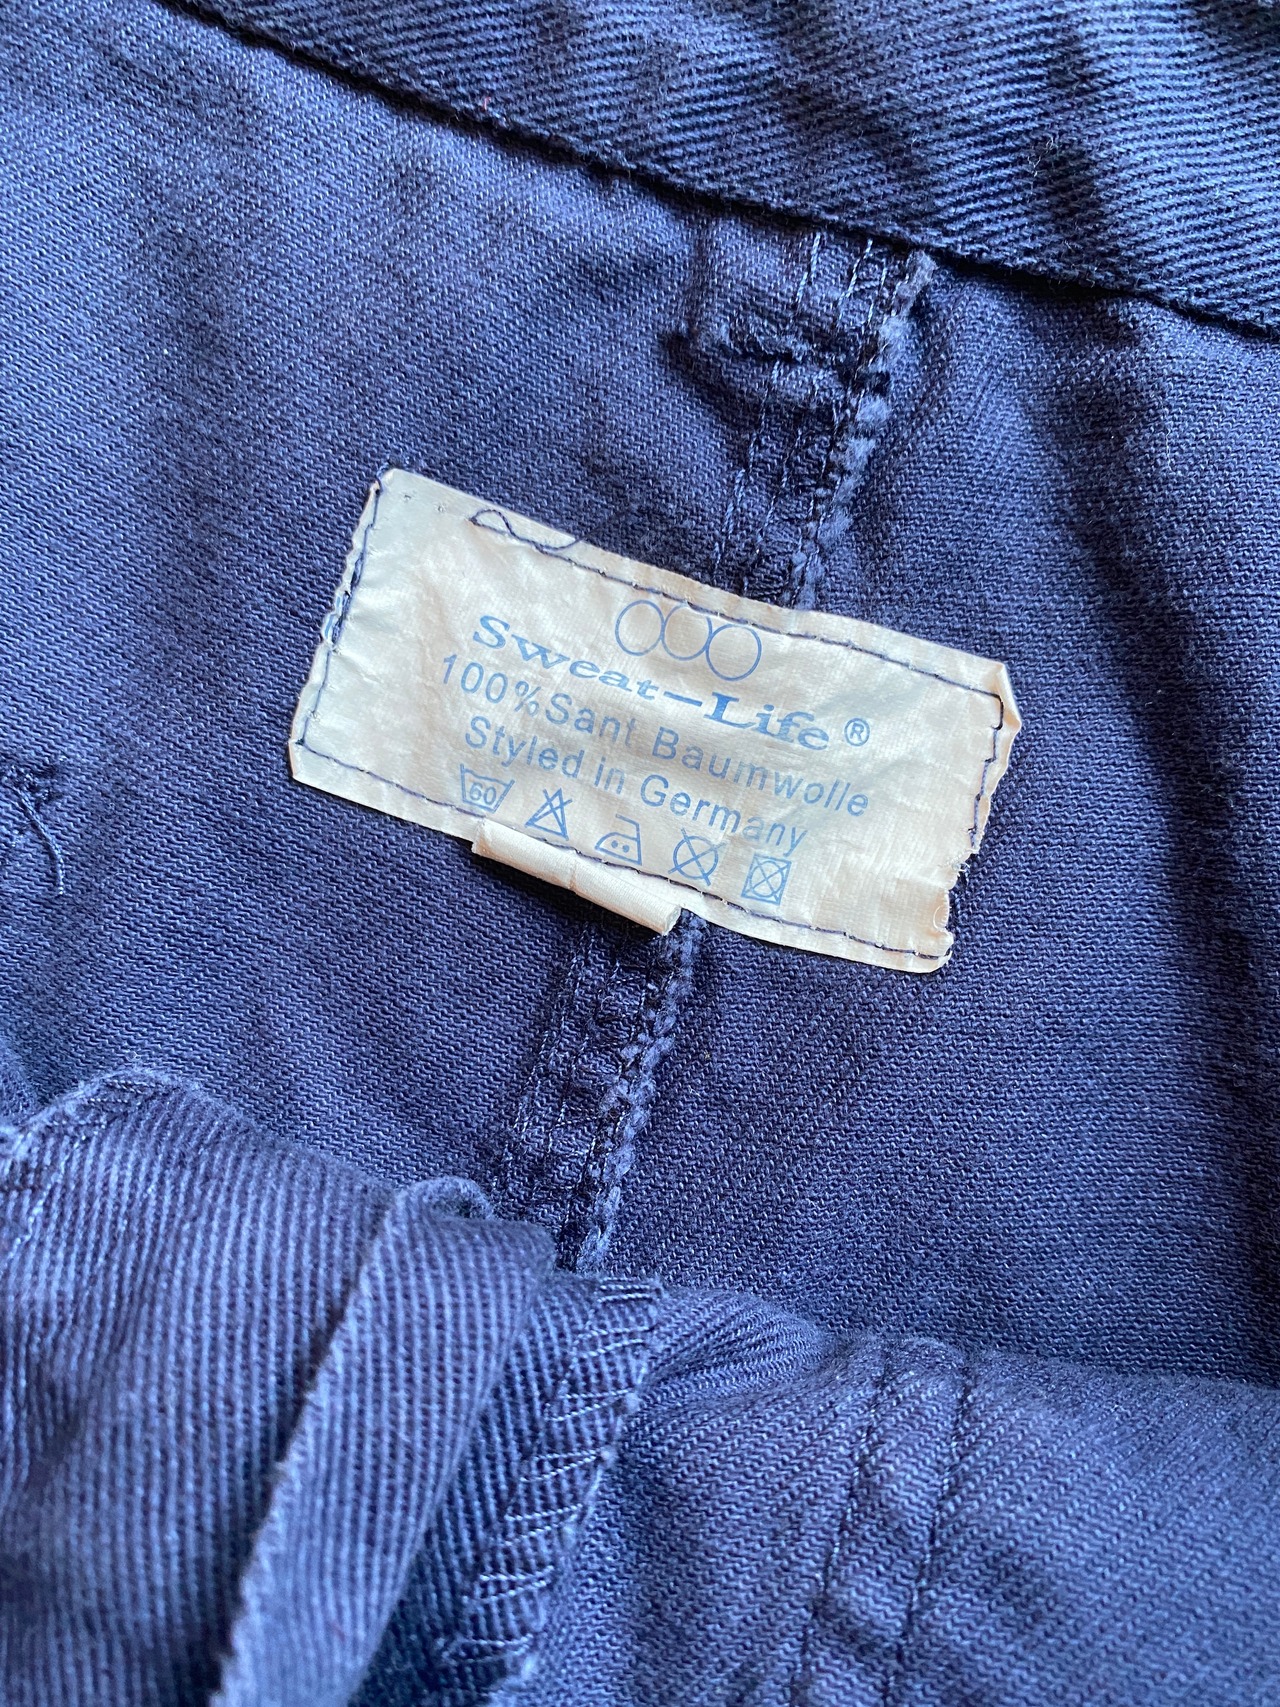 Sweat-Life®
100%Sant Baumwolle
Styled in Germany
60